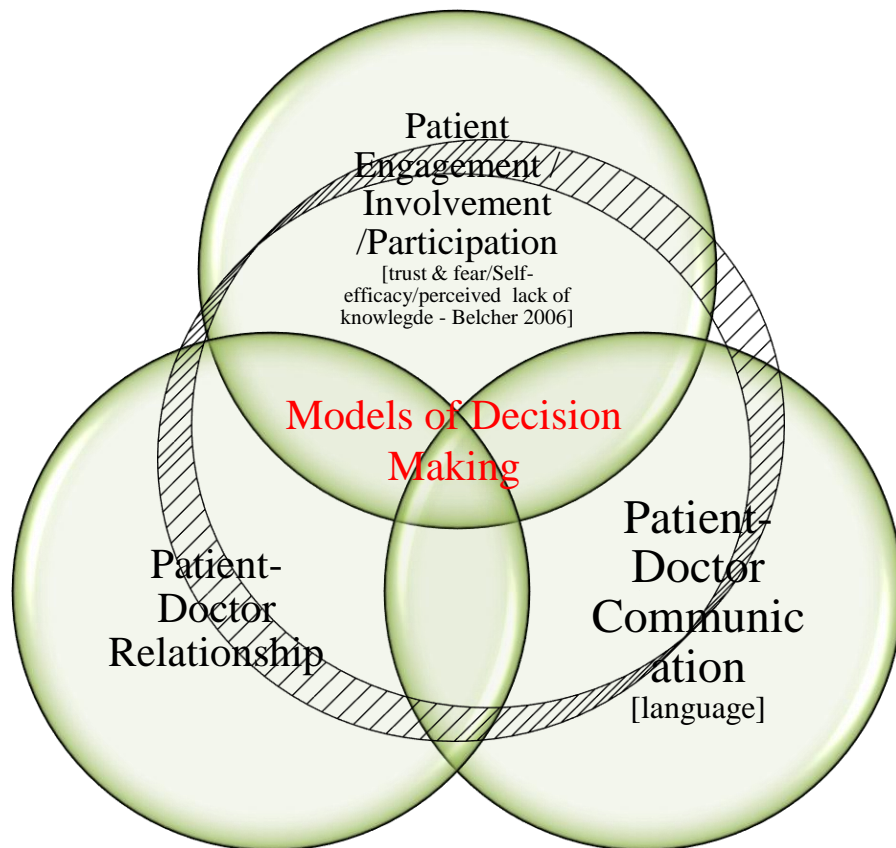 Patient
Engagement /
Involvement
/Participation
[trust & fear/Self-
efficacy/perceived lack of
knowlegde - Belcher 2006]
Models of Decision
Making
Patient-
Doctor
Relationship
Patient-
Doctor
Communic
ation
[language]